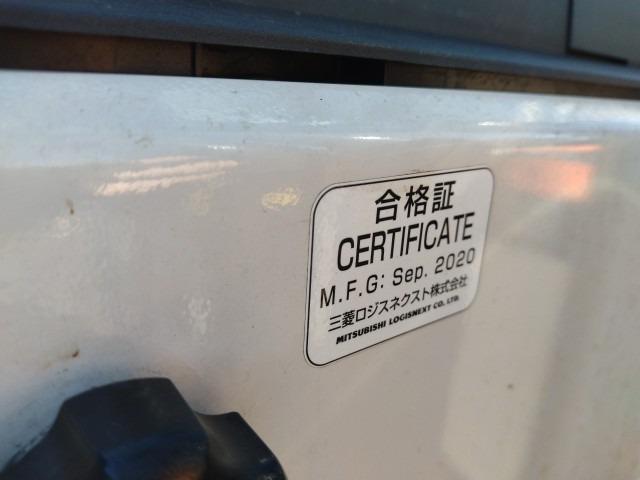 合格証
CERTIFICATE
M.F.G: Sep. 2020
三菱ロジスネクスト株式会社
MITSUBISHI LOGISNEXT CO., LTD.